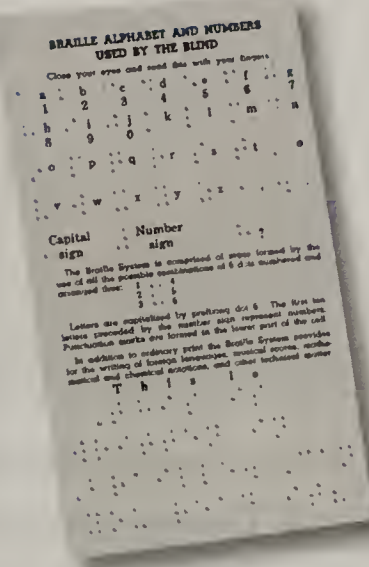 BRAILLE ALPHABET AND NUMBERS
USED BY THE BLIND
Close your eyes and read this with your fingers
a b c d e f g
1 2 3 4 5 6 7
h i j k l m n
8 9 0
o p q r s t
v w x y z
Capital sign
Number sign
?
The Braille System is comprised of signs formed by the
use of all the possible combinations of 6 dots numbered and
arranged thus:
1 4
2 5
3 6
Letters are capitalized by prefixing dot 6. The first ten
letters preceded by the number sign represent numbers.
Punctuation marks are formed in the lower part of the cell
In addition to ordinary print the Braille System provides
for the writing of foreign languages, musical scores, mathe-
matical and chemical notations, and other technical matter
T h i s i s